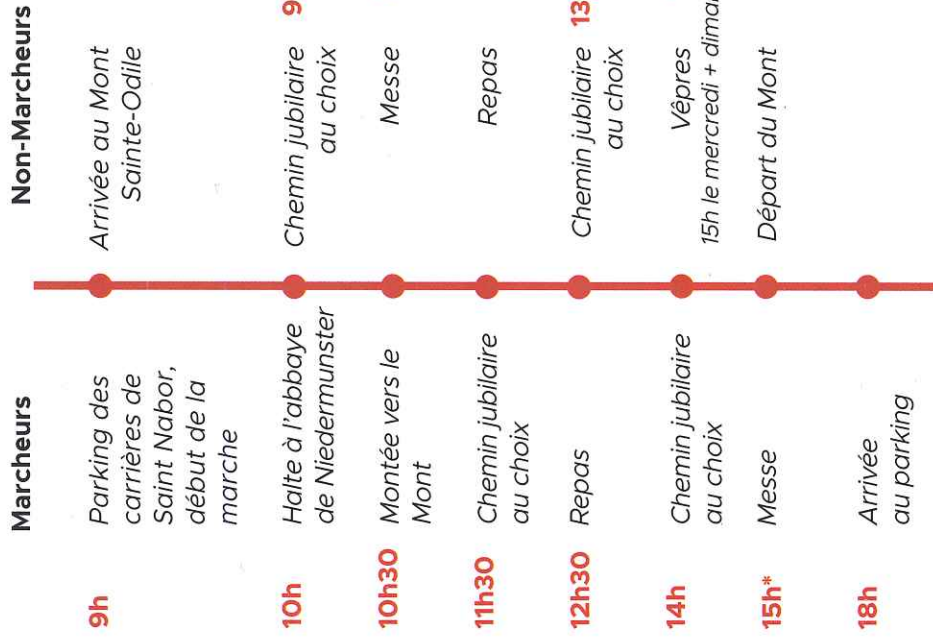 Marcheurs
9h
Parking des
carrières de
Saint Nabor,
début de la
marche
10h
Halte à l'abbaye
de Niedermunster
10h30
Montée vers le
Mont
11h30
Chemin jubilaire
au choix
12h30
Repas
14h
Chemin jubilaire
au choix
15h*
Messe
18h
Arrivée
au parking
Non-Marcheurs
Arrivée au Mont
Sainte-Odile
Chemin jubilaire
au choix
Messe
Repas
Chemin jubilaire
au choix
13
Vêpres
15h le mercredi +
Départ du Mont